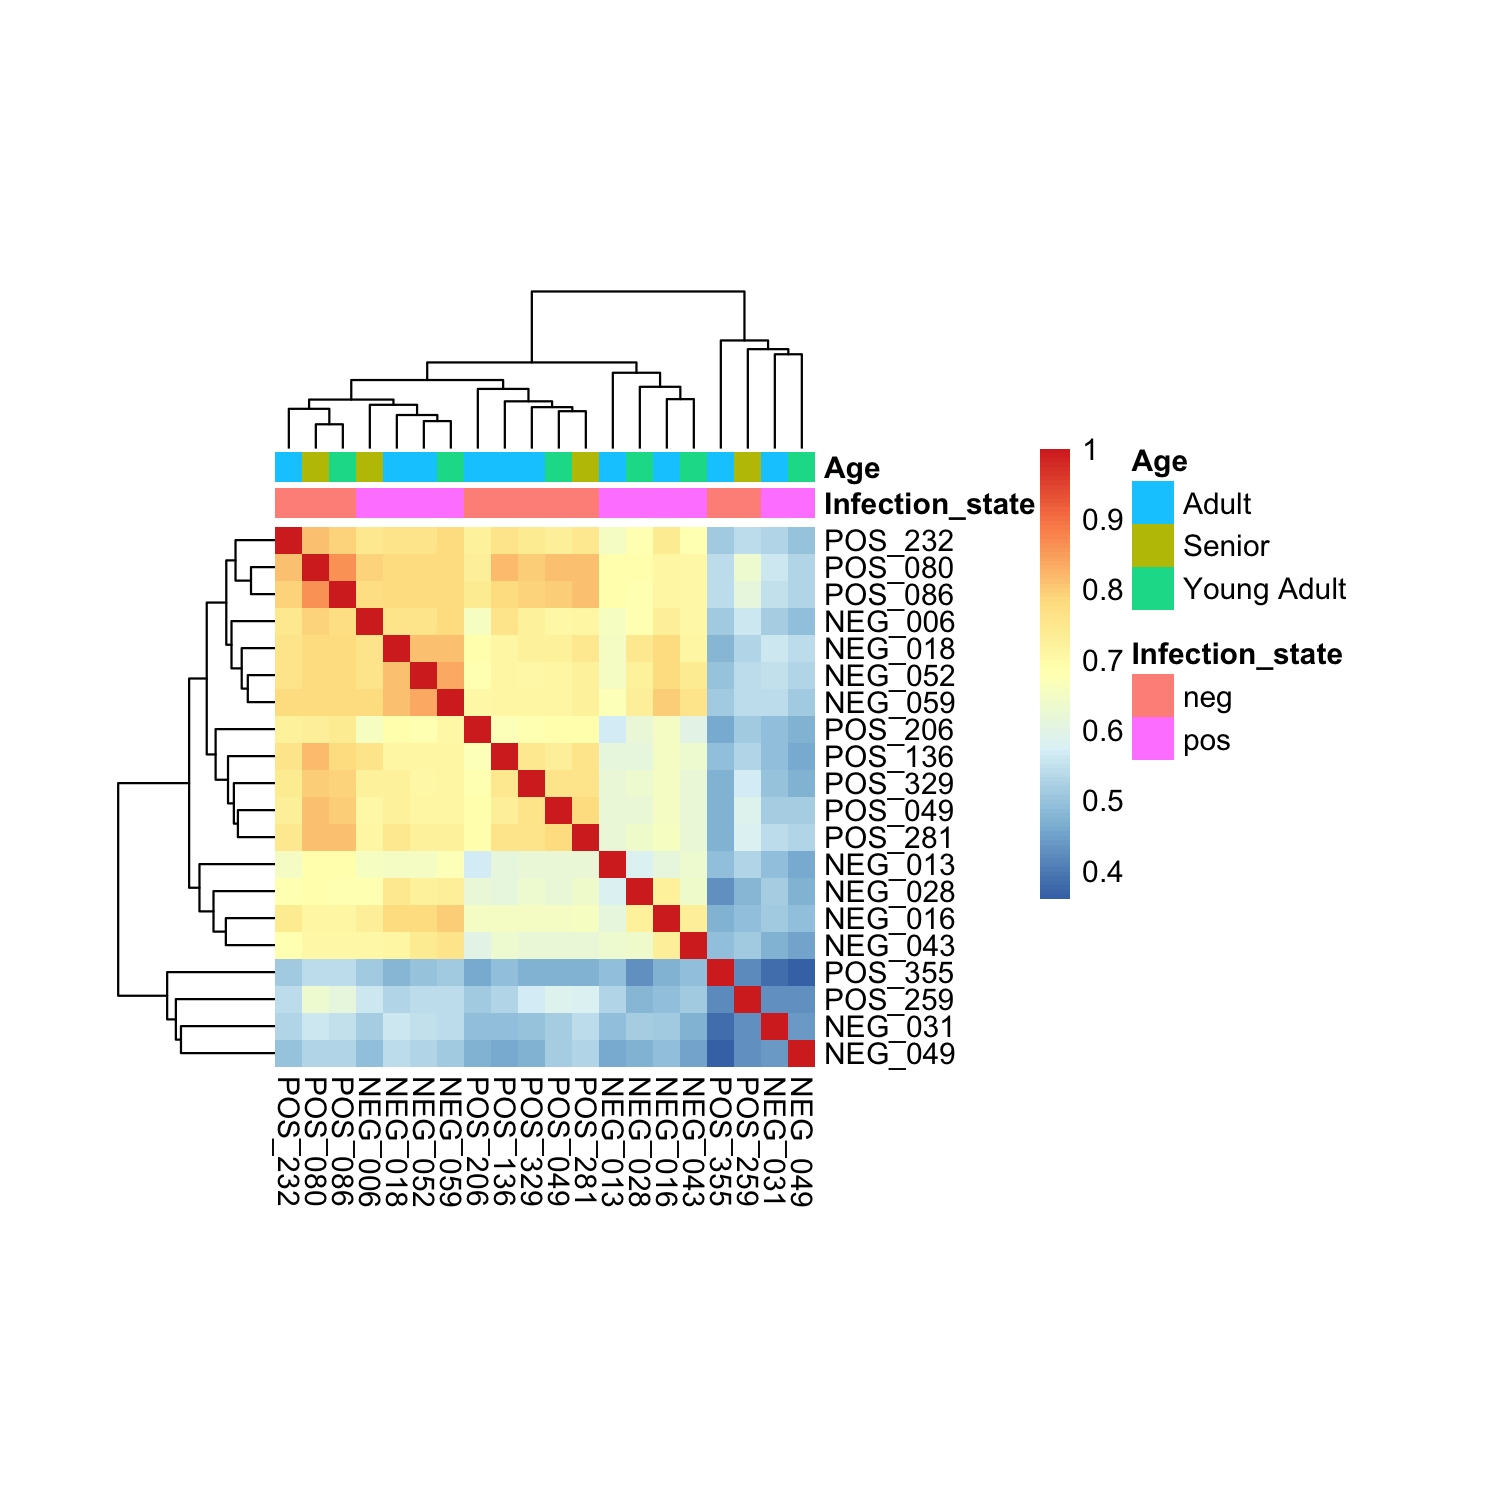 Age
Infection_state
POS_232
POS_080
POS_086
NEG_006
NEG_018
NEG_052
NEG_059
POS_206
POS_136
POS_329
POS_049
POS_281
NEG_013
NEG_028
NEG_016
NEG_043
POS_355
POS_259
NEG_031
NEG_049
POS_232
POS_080
POS_086
NEG_006
NEG_018
NEG_052
NEG_059
POS_206
POS_136
POS_329
POS_049
POS_281
NEG_013
NEG_028
NEG_016
NEG_043
POS_355
POS_259
NEG_031
NEG_049
1
0.9
0.8
0.7
0.6
0.5
0.4
Age
Adult
Senior
Young Adult
Infection_state
neg
pos